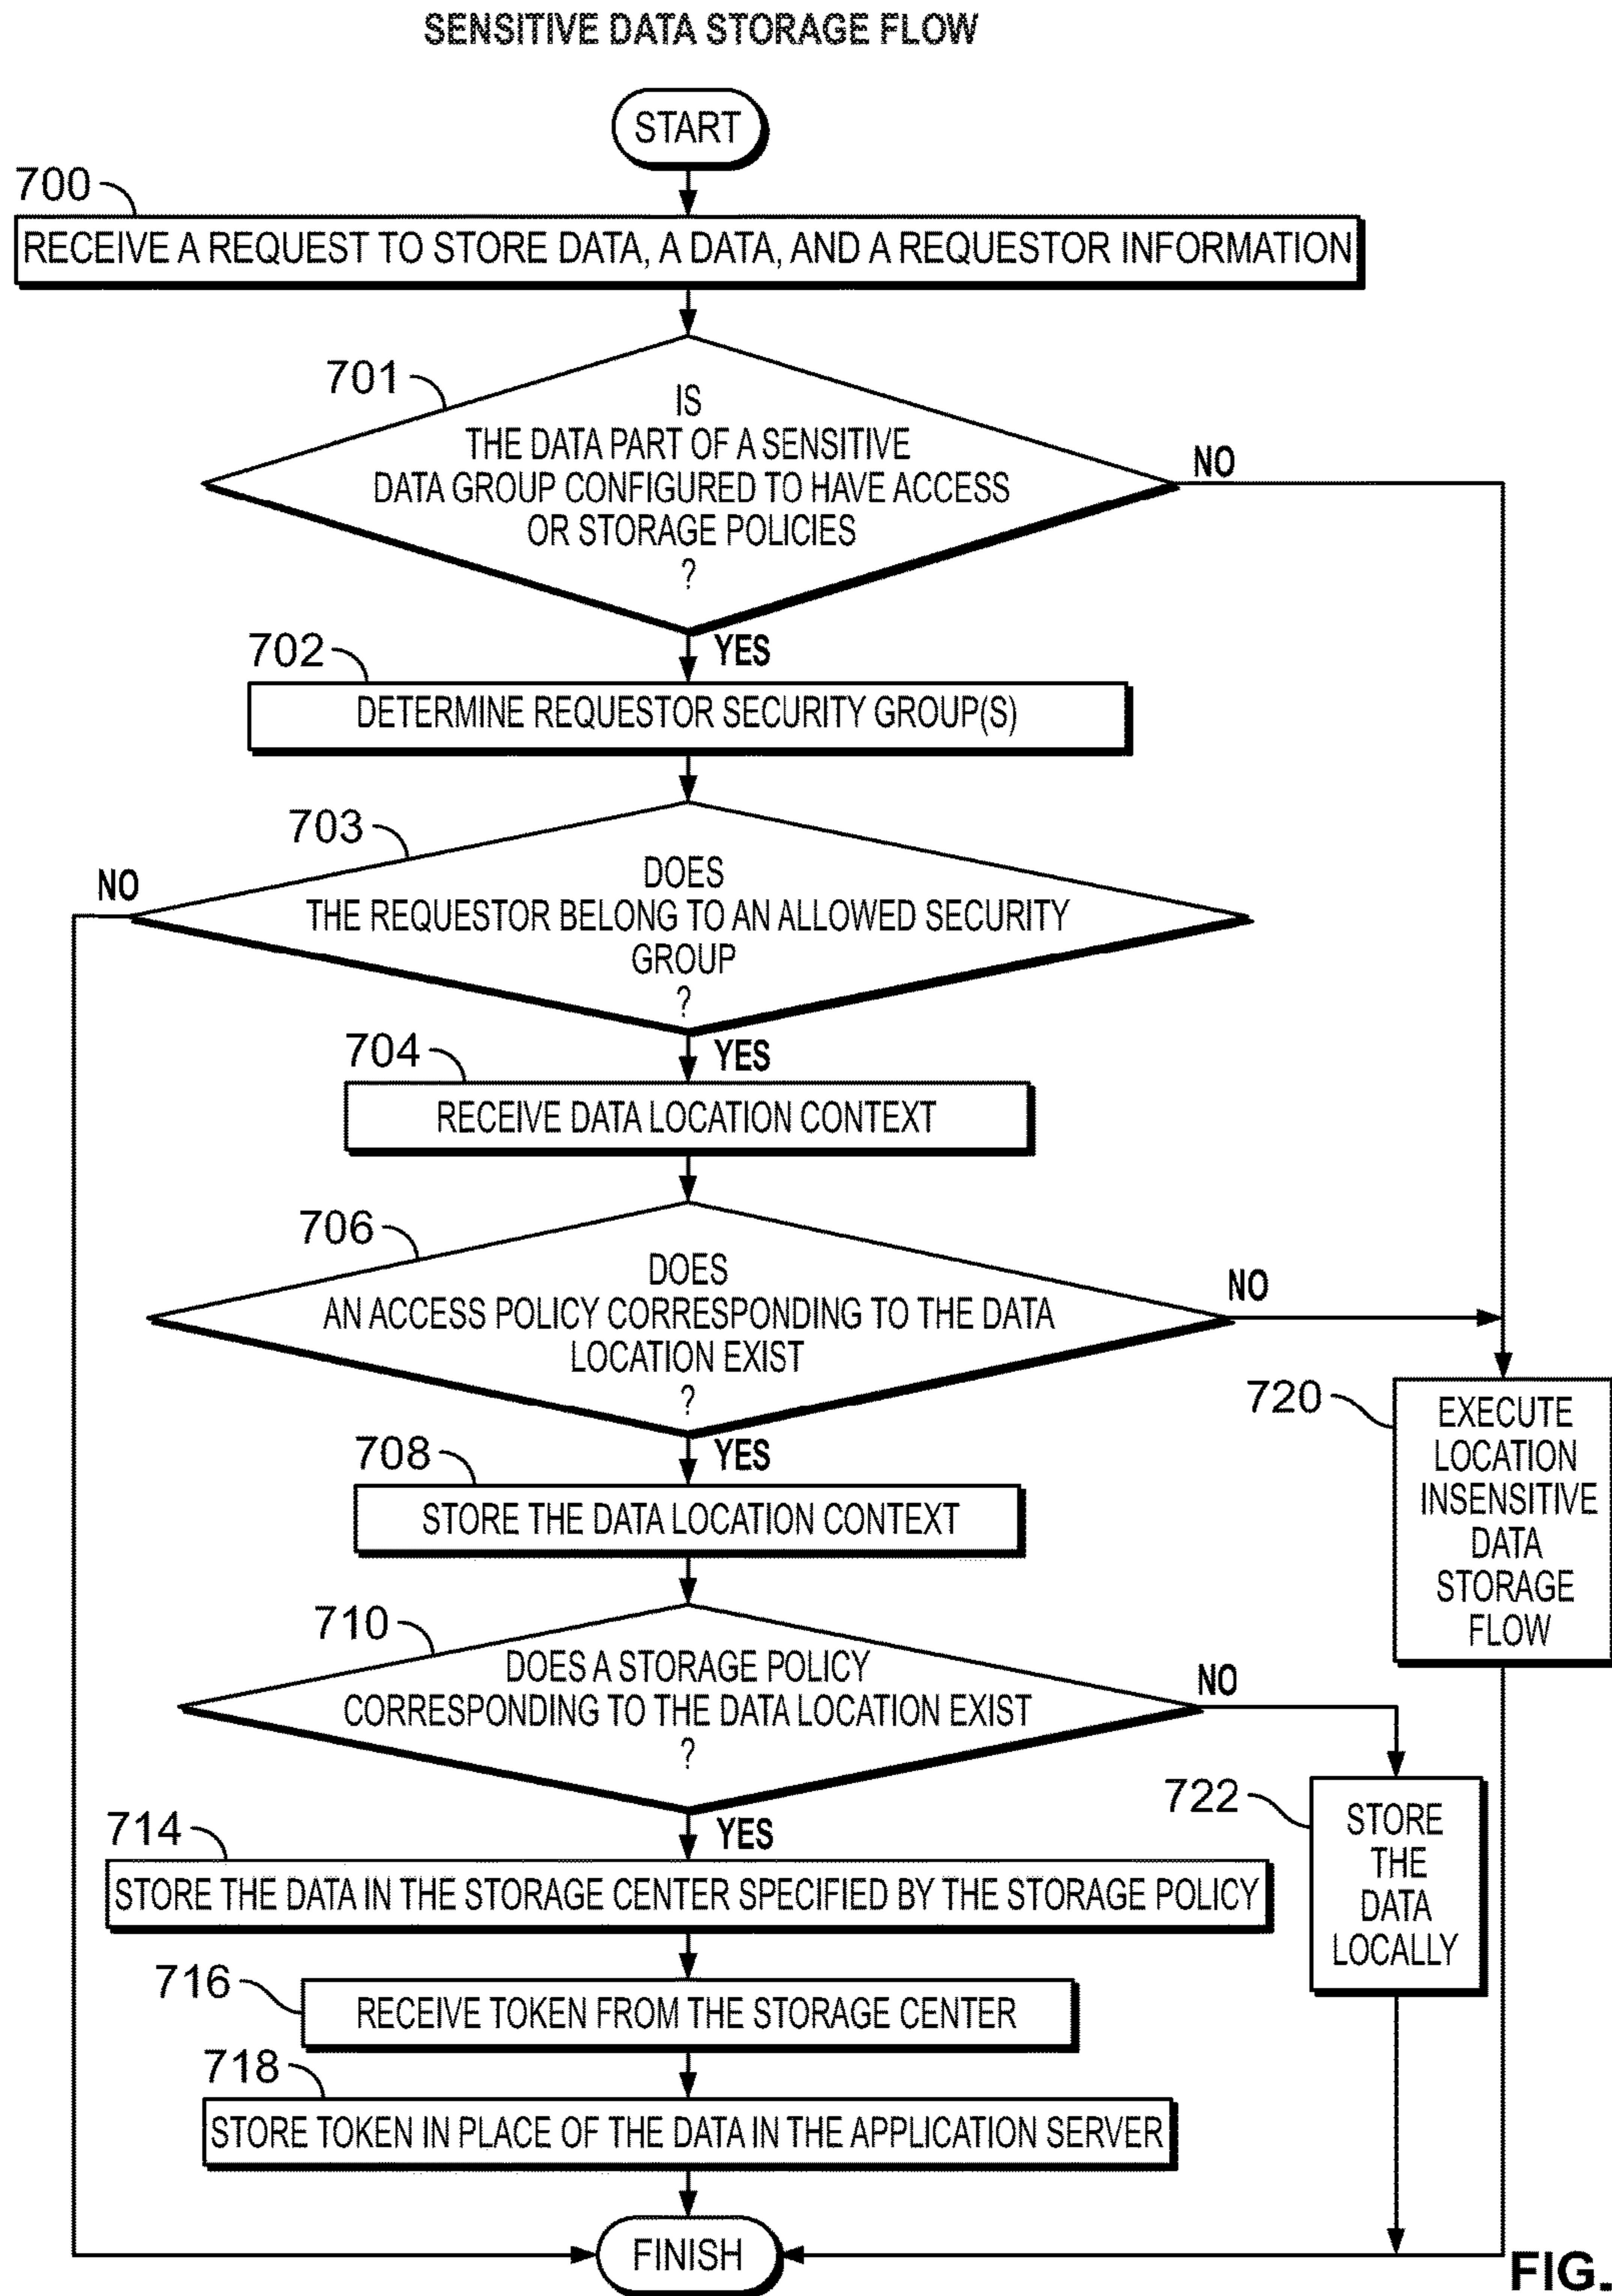 SENSITIVE DATA STORAGE FLOW
START
700
RECEIVE A REQUEST TO STORE DATA, A DATA, AND A REQUESTOR INFORMATION
701
IS
THE DATA PART OF A SENSITIVE
DATA GROUP CONFIGURED TO HAVE ACCESS
OR STORAGE POLICIES
?
NO
YES
702
DETERMINE REQUESTOR SECURITY GROUP(S)
703
DOES
THE REQUESTOR BELONG TO AN ALLOWED SECURITY
GROUP
?
NO
YES
704
RECEIVE DATA LOCATION CONTEXT
706
DOES
AN ACCESS POLICY CORRESPONDING TO THE DATA
LOCATION EXIST
?
NO
YES
720
EXECUTE
LOCATION
INSENSITIVE
DATA
STORAGE
FLOW
708
STORE THE DATA LOCATION CONTEXT
710
DOES A STORAGE POLICY
CORRESPONDING TO THE DATA LOCATION EXIST
?
NO
YES
722
STORE
THE
DATA
LOCALLY
714
STORE THE DATA IN THE STORAGE CENTER SPECIFIED BY THE STORAGE POLICY
716
RECEIVE TOKEN FROM THE STORAGE CENTER
718
STORE TOKEN IN PLACE OF THE DATA IN THE APPLICATION SERVER
FINISH
FIG.